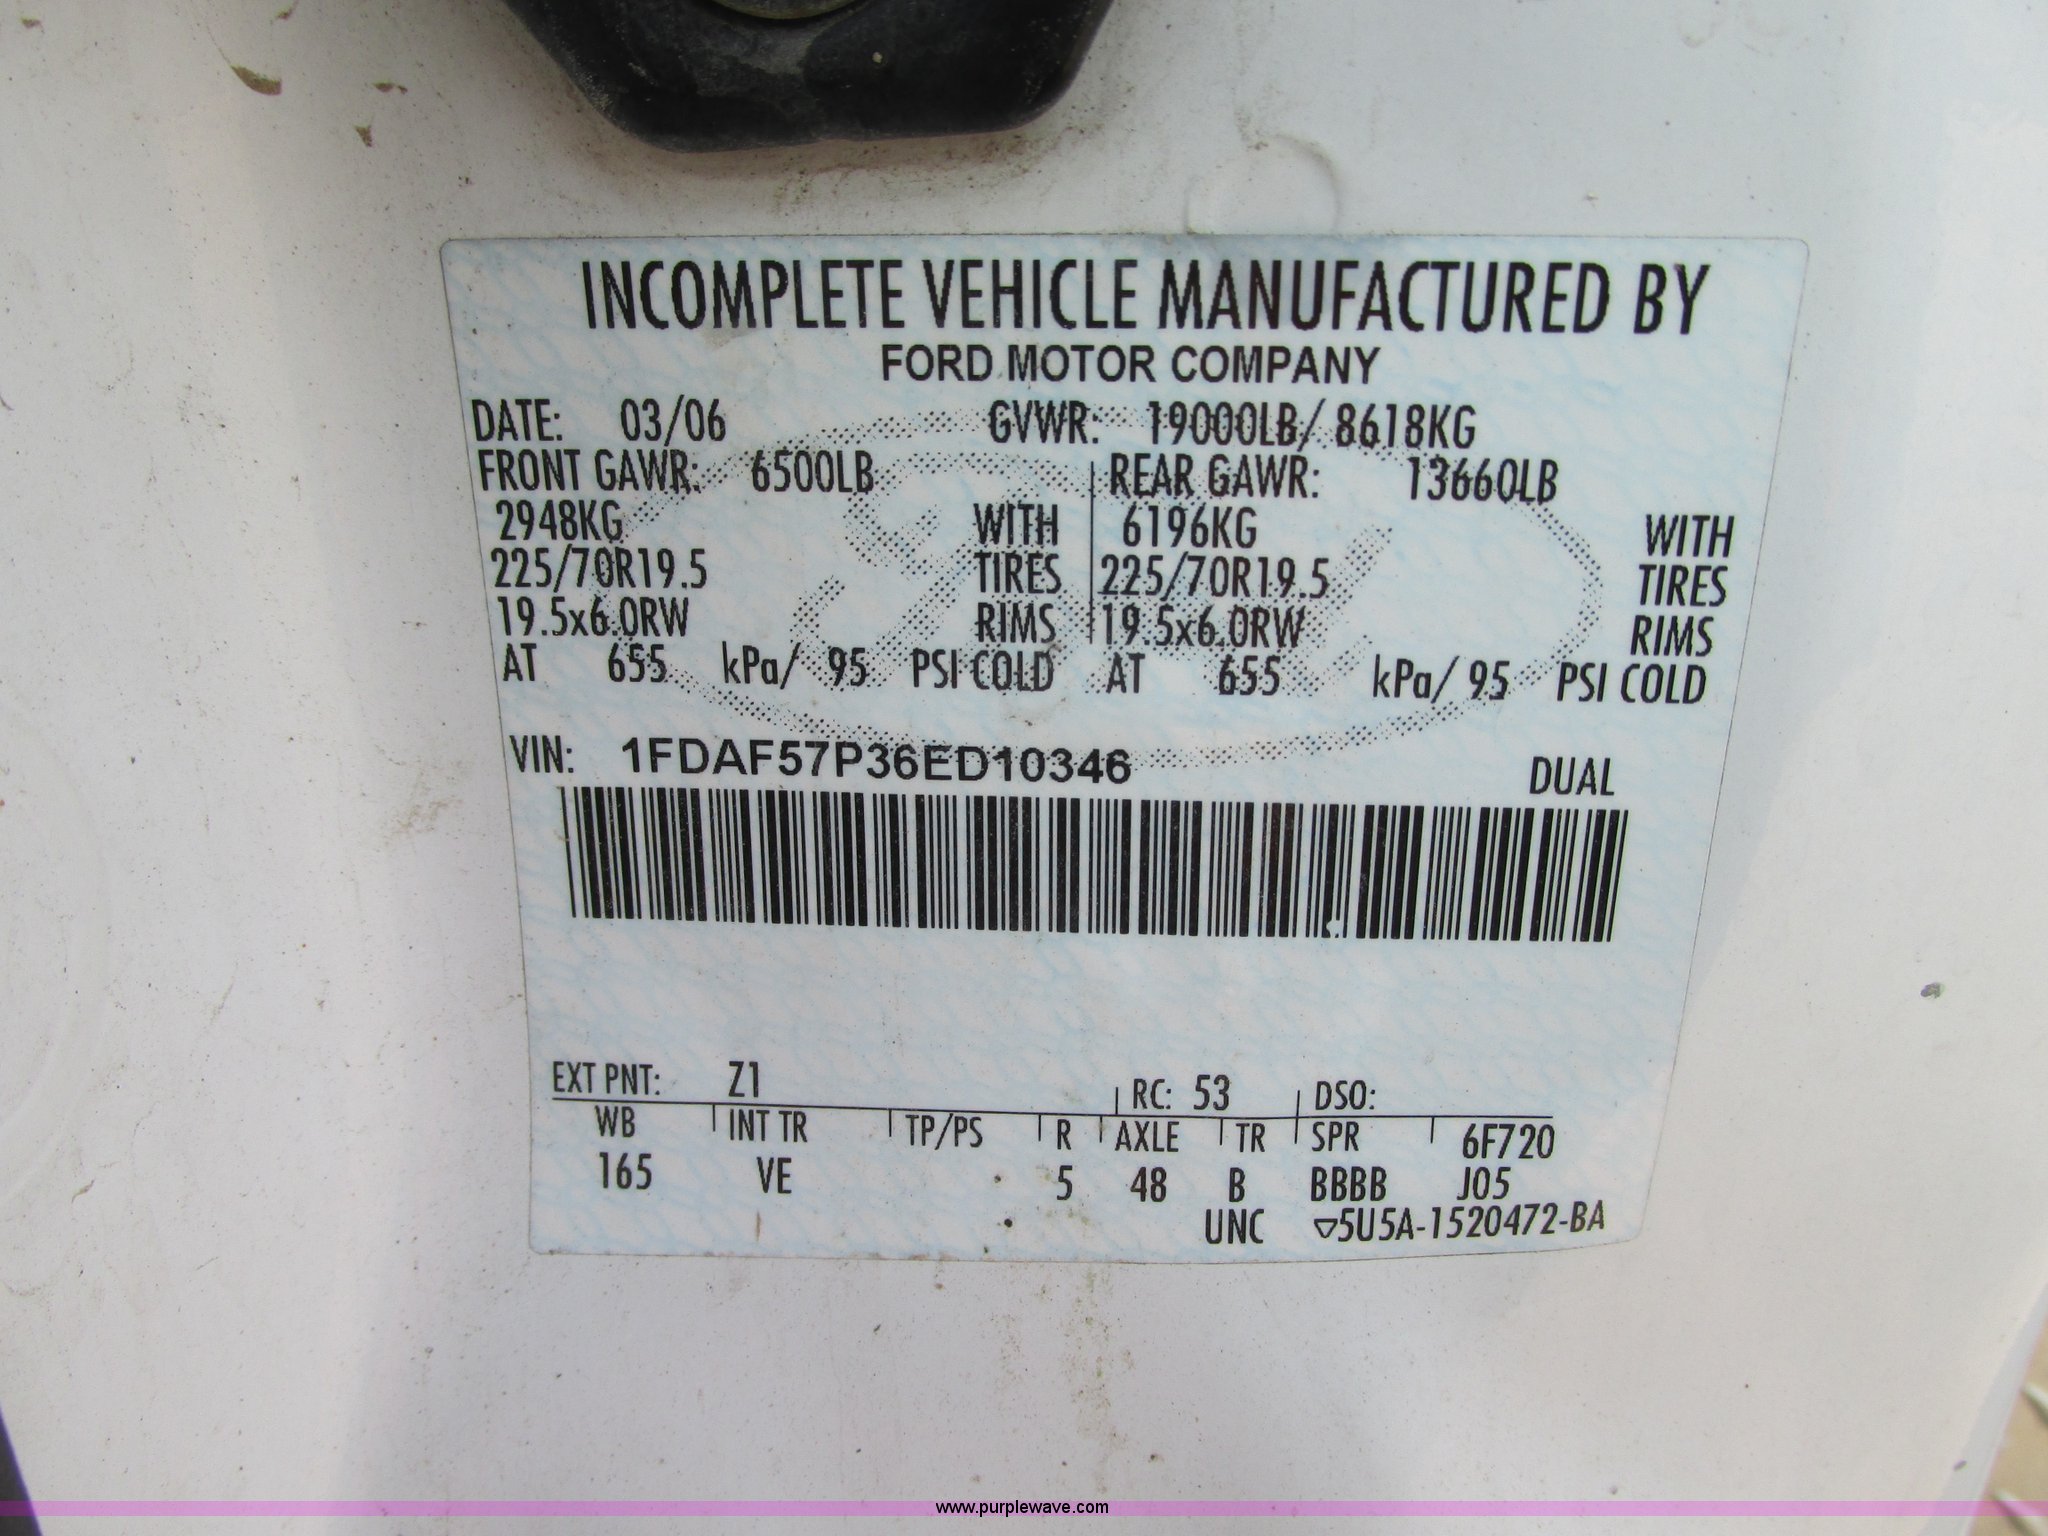 INCOMPLETE VEHICLE MANUFACTURED BY
FORD MOTOR COMPANY
DATE: 03/06 GVWR: 19000LB/ 8618KG
FRONT GAWR: 6500LB REAR GAWR: 13660LB
2948KG WITH 6196KG WITH
225/70R19.5 TIRES 225/70R19.5 TIRES
19.5x6.0RW RIMS 19.5x6.0RW RIMS
AT 655 kPa/ 95 PSI COLD AT 655 kPa/ 95 PSI COLD
VIN: 1FDAF57P36ED10346 DUAL
EXT PNT: Z1 RC: 53 DSO:
WB INT TR TP/PS R AXLE TR SPR 6F720
165 VE 5 48 B BBBB J05
UNC ▽5U5A-1520472-BA
www.purplewave.com